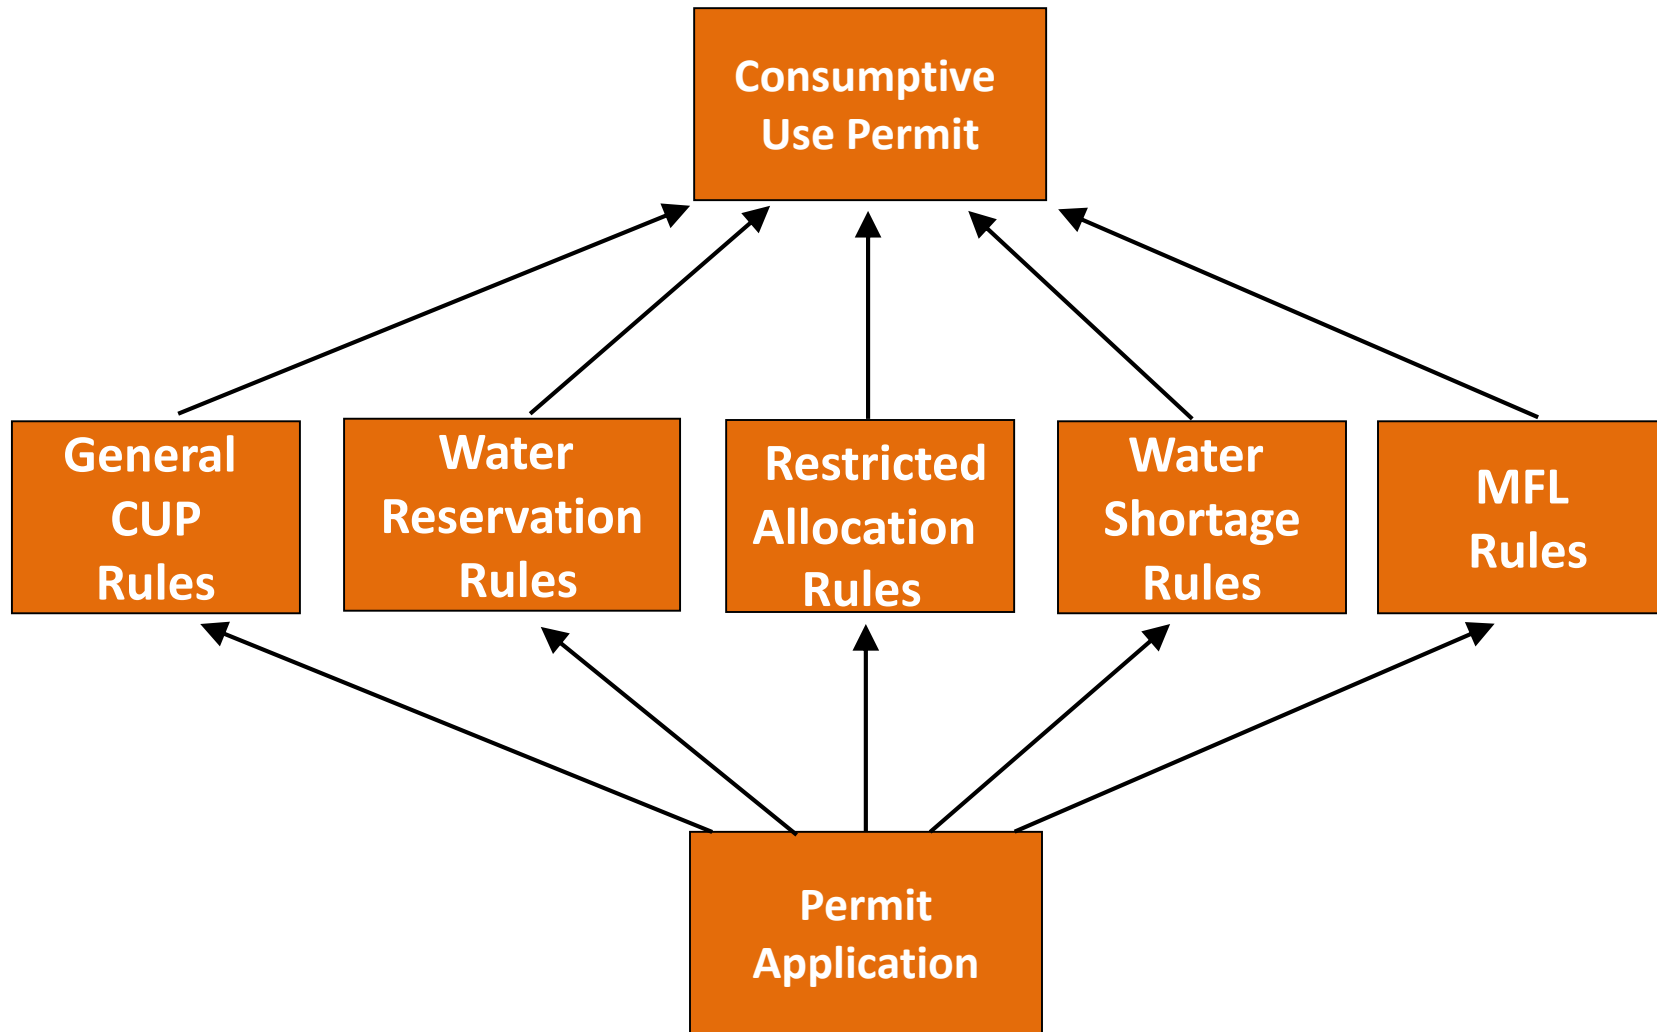 Consumptive
Use Permit
General
CUP
Rules
Water
Reservation
Rules
Restricted
Allocation
Rules
Water
Shortage
Rules
MFL
Rules
Permit
Application